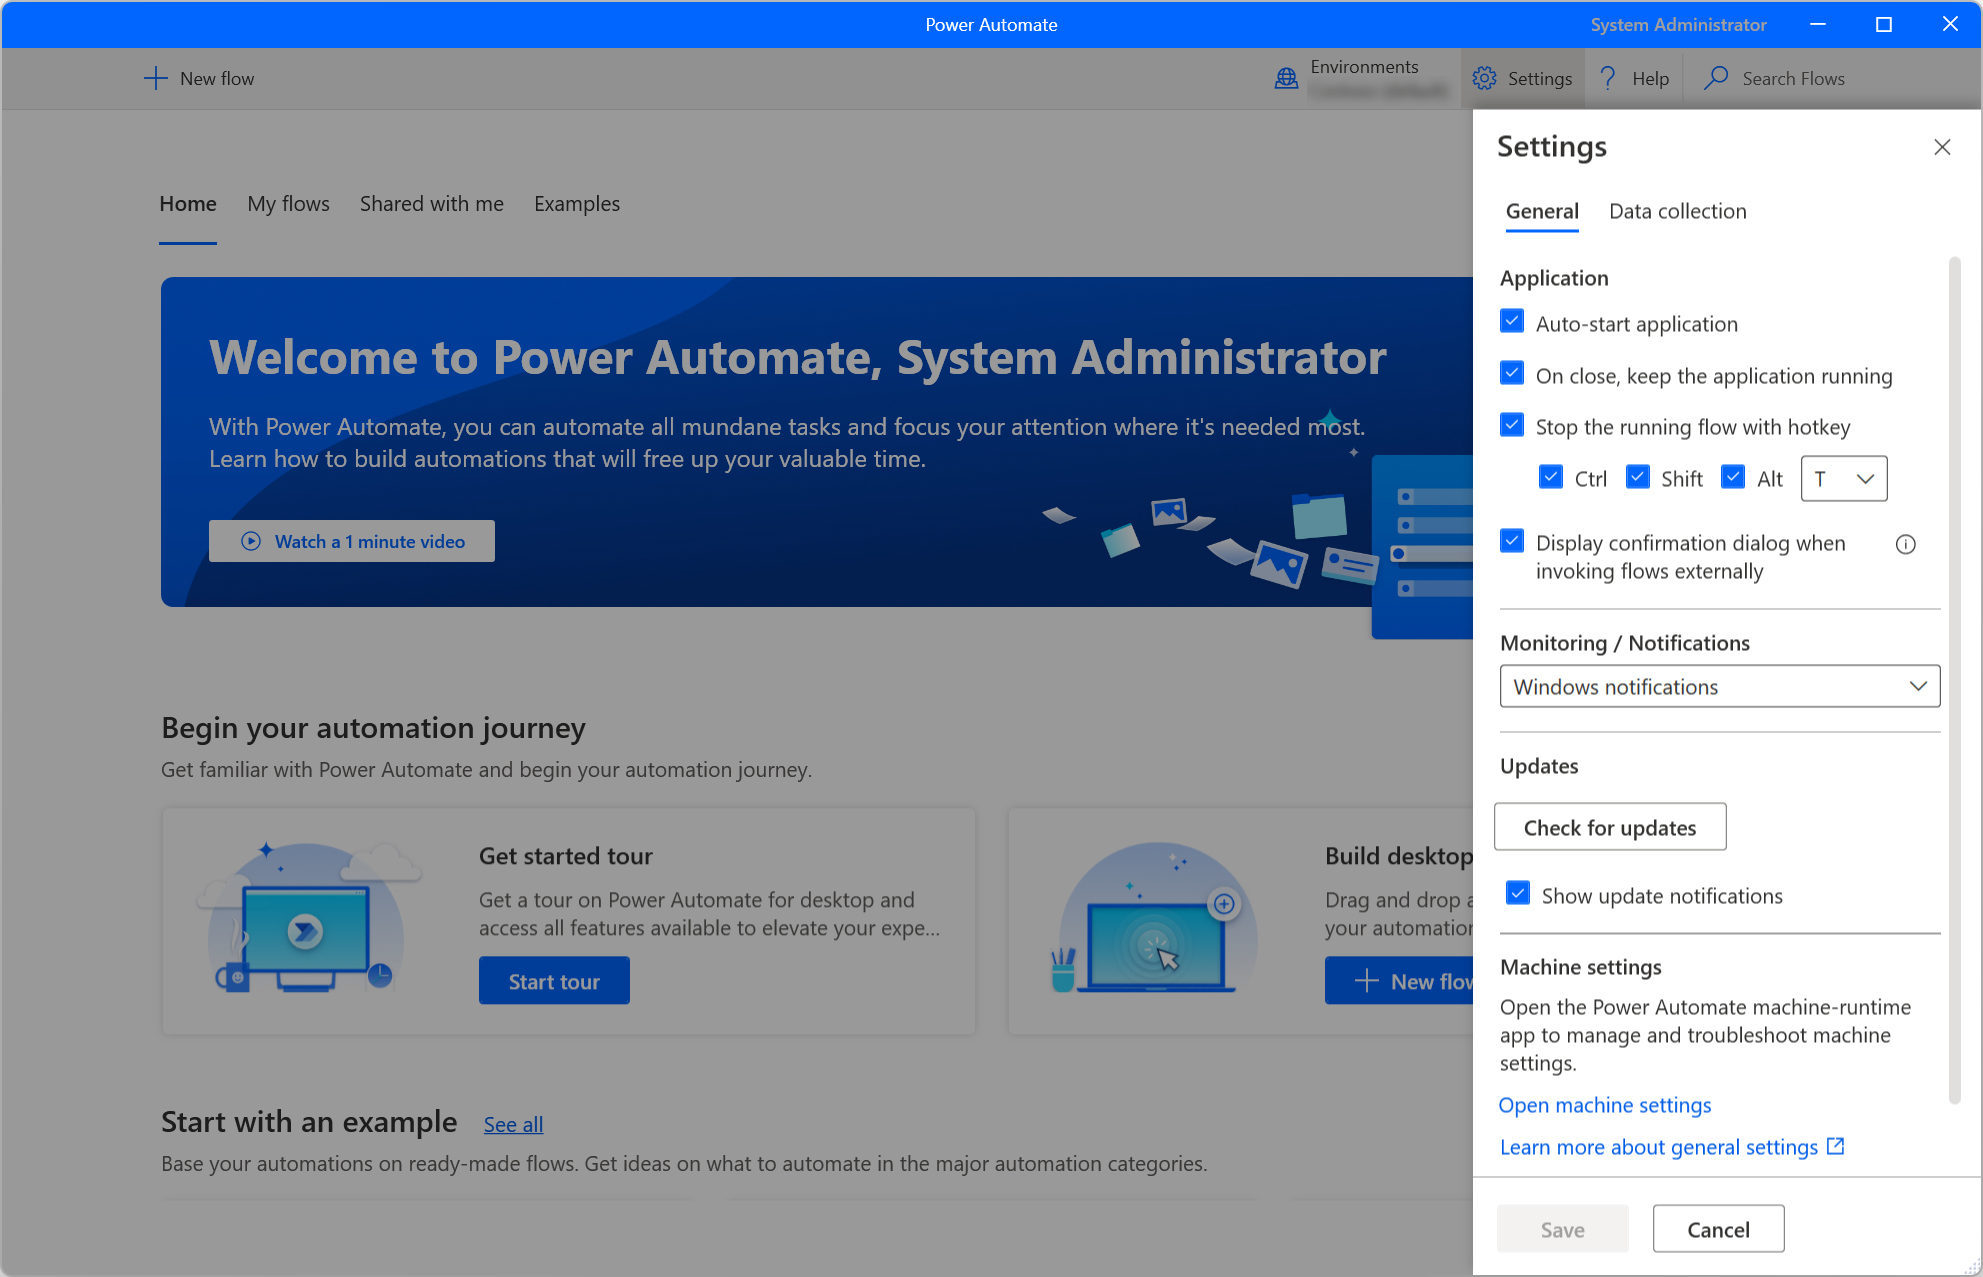 Power Automate
System Administrator
New flow
Environments
Settings
Help
Search Flows
Home
My flows
Shared with me
Examples
Welcome to Power Automate, System Administrator
With Power Automate, you can automate all mundane tasks and focus your attention where it's needed most.
Learn how to build automations that will free up your valuable time.
Watch a 1 minute video
Begin your automation journey
Get familiar with Power Automate and begin your automation journey.
Get started tour
Get a tour on Power Automate for desktop and
access all features available to elevate your expe...
Start tour
Build desktop
Drag and drop a
your automation
New flow
Start with an example
See all
Base your automations on ready-made flows. Get ideas on what to automate in the major automation categories.
Settings
General
Data collection
Application
Auto-start application
On close, keep the application running
Stop the running flow with hotkey
Ctrl
Shift
Alt
T
Display confirmation dialog when
invoking flows externally
Monitoring / Notifications
Windows notifications
Updates
Check for updates
Show update notifications
Machine settings
Open the Power Automate machine-runtime
app to manage and troubleshoot machine
settings.
Open machine settings
Learn more about general settings
Save
Cancel